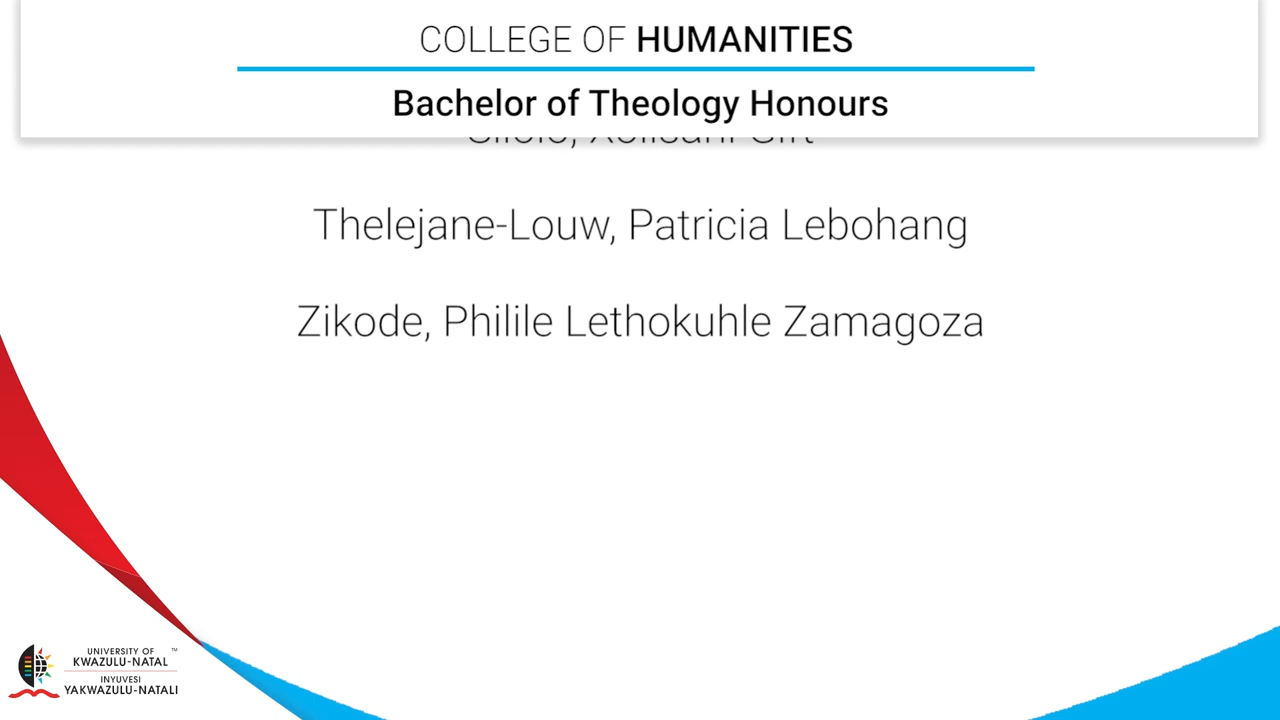 COLLEGE OF HUMANITIES
Bachelor of Theology Honours
Thelejane-Louw, Patricia Lebohang
Zikode, Philile Lethokuhle Zamagoza
UNIVERSITY OF
KWAZULU-NATAL
TM
INYUVESI
YAKWAZULU-NATALI